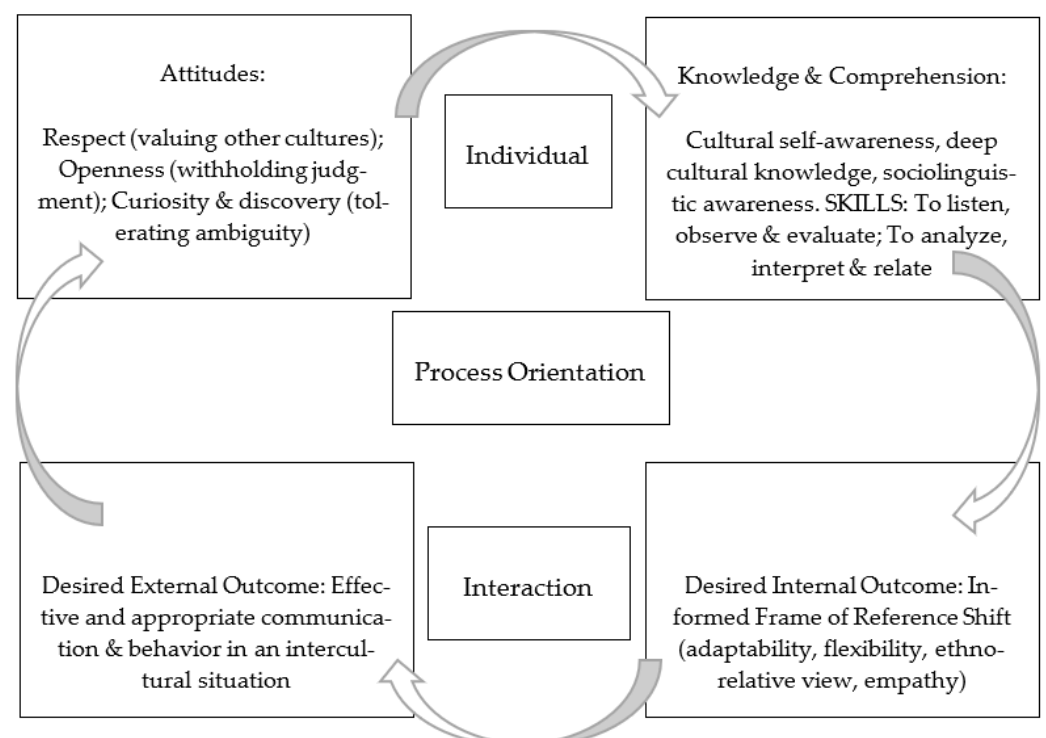 Attitudes:
Respect (valuing other cultures);
Openness (withholding judg-
ment); Curiosity & discovery (tol-
erating ambiguity)
Individual
Knowledge & Comprehension:
Cultural self-awareness, deep
cultural knowledge, sociolinguis-
tic awareness. SKILLS: To listen,
observe & evaluate; To analyze,
interpret & relate
Process Orientation
Desired External Outcome: Effec-
tive and appropriate communica-
tion & behavior in an intercul-
tural situation
Interaction
Desired Internal Outcome: In-
formed Frame of Reference Shift
(adaptability, flexibility, ethno-
relative view, empathy)